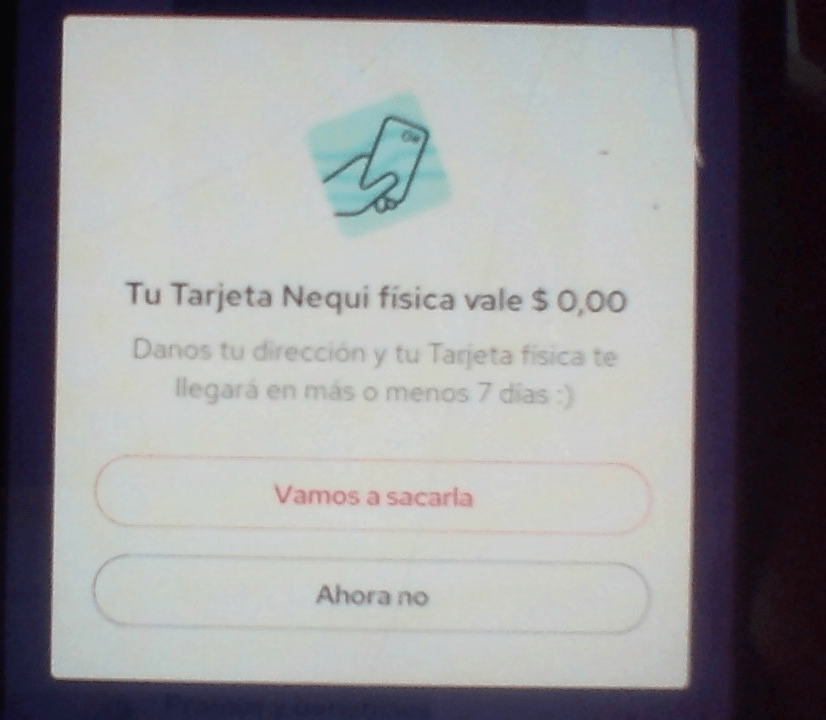 Tu Tarjeta Nequi física vale $ 0,00
Danos tu dirección y tu Tarjeta física te
llegará en más o menos 7 días :)
Vamos a sacarla
Ahora no